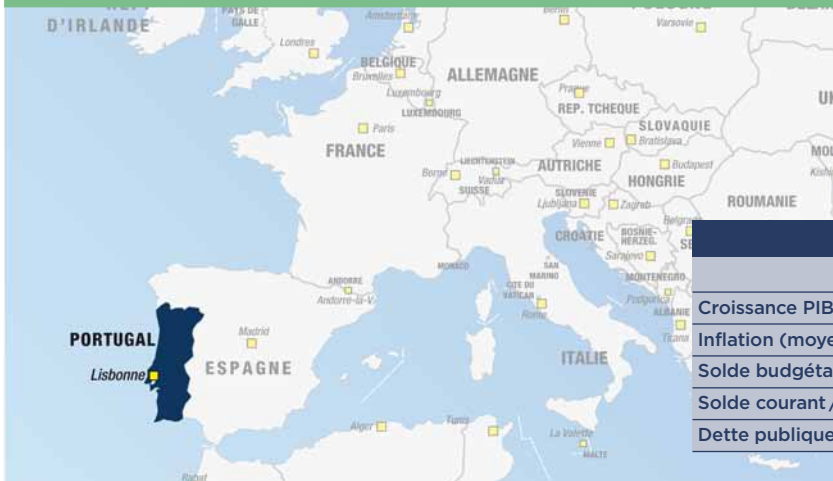 D'IRLANDE
PAYS DE
GALLE
Amsterdam
Berlin
Varsovie
Londres
BELGIQUE
Bruxelles
ALLEMAGNE
Luxembourg
LUXEMBOURG
Prague
REP. TCHEQUE
SLOVAQUIE
Bratislava
Vienne
Paris
FRANCE
Berne
LIECHTENSTEIN
Vaduz
SUISSE
AUTRICHE
Budapest
HONGRIE
SLOVENIE
Ljubljana
Zagreb
ROUMANIE
CROATIE
BOSNIE-
HERZEG.
Sarajevo
MONACO
SAN
MARINO
CITE DU
VATICAN
Rome
MONTENEGRO
Podgorica
ALBANIE
Tirana
ANDORRE
Andorre-la-V.
PORTUGAL
Lisbonne
Madrid
ESPAGNE
ITALIE
Croissance PIB
Inflation (moye
Solde budgéta
Solde courant/
Dette publique
Alger
Tunis
La Valette
MALTE
Rabat